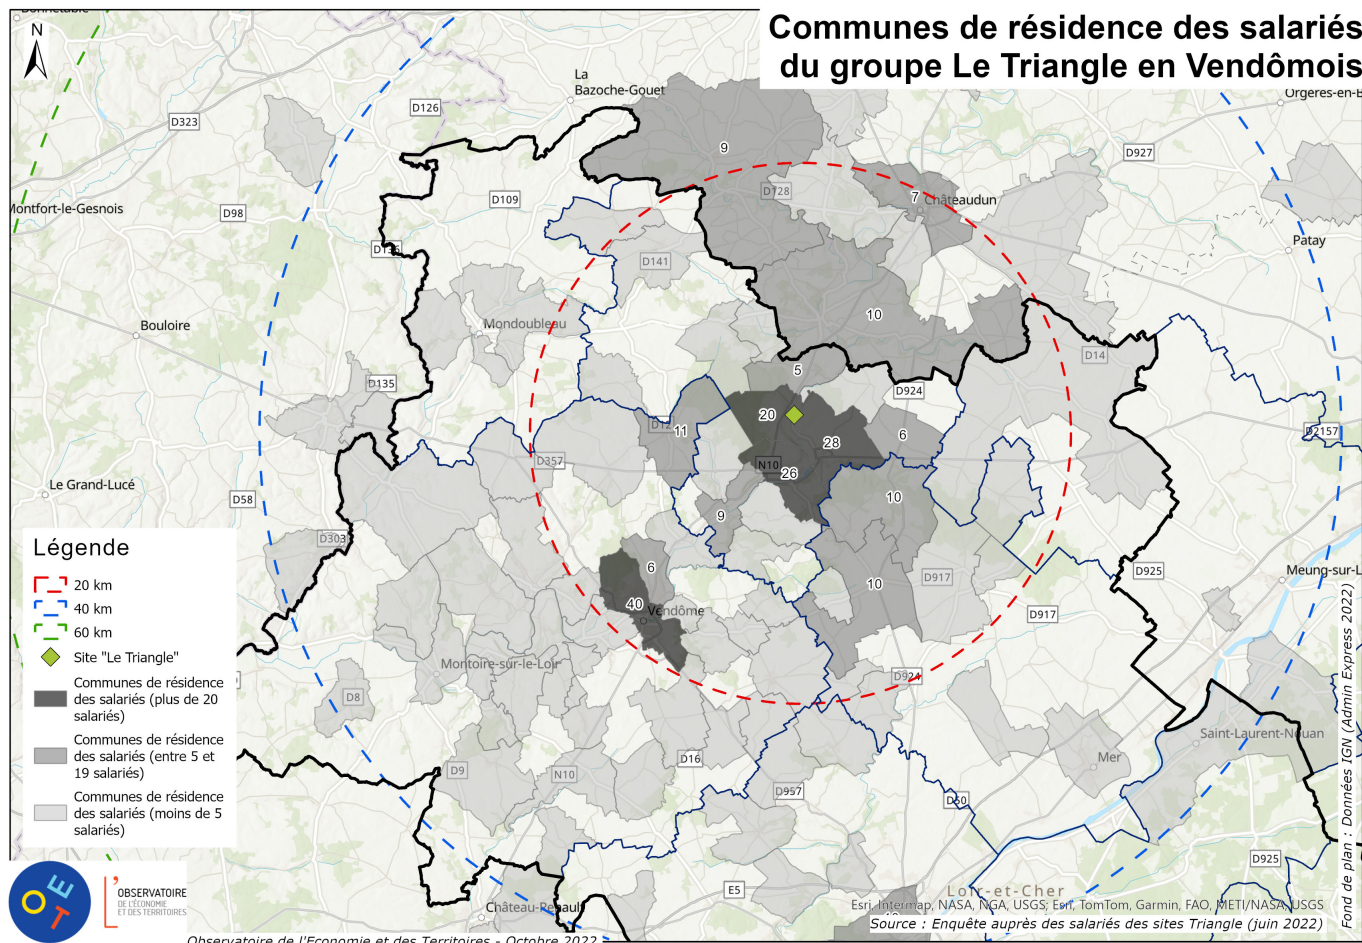 Communes de résidence des salariés
du groupe Le Triangle en Vendômois
N
La
Bazoche-Gouet
D126
D323
D927
9
D128
7
Châteaudun
Montfort-le-Gesnois
D98
D109
Patay
D141
10
Bouloire
Mondoubleau
D14
5
D135
D924
20
11
28
6
D2157
D357
N10
26
Le Grand-Lucé
D58
10
9
D303
Légende
20 km
40 km
60 km
Site "Le Triangle"
Communes de résidence
des salariés (plus de 20
salariés)
Communes de résidence
des salariés (entre 5 et
19 salariés)
Communes de résidence
des salariés (moins de 5
salariés)
6
10
D917
D925
Meung-sur-L
40
Vendôme
D917
Montoire-sur-le-Loir
D924
D8
Saint-Laurent-Nouan
D16
Mer
D9
N10
D957
D50
D925
E5
Château-Renault
Loir-et-Cher
OET
L'OBSERVATOIRE
DE L'ÉCONOMIE
ET DES TERRITOIRES
Esri, Intermap, NASA, NGA, USGS; Esri, TomTom, Garmin, FAO, METI/NASA, USGS
Source : Enquête auprès des salariés des sites Triangle (juin 2022)
Observatoire de l'Economie et des Territoires - Octobre 2022
Fond de plan : Données IGN (Admin Express 2022)